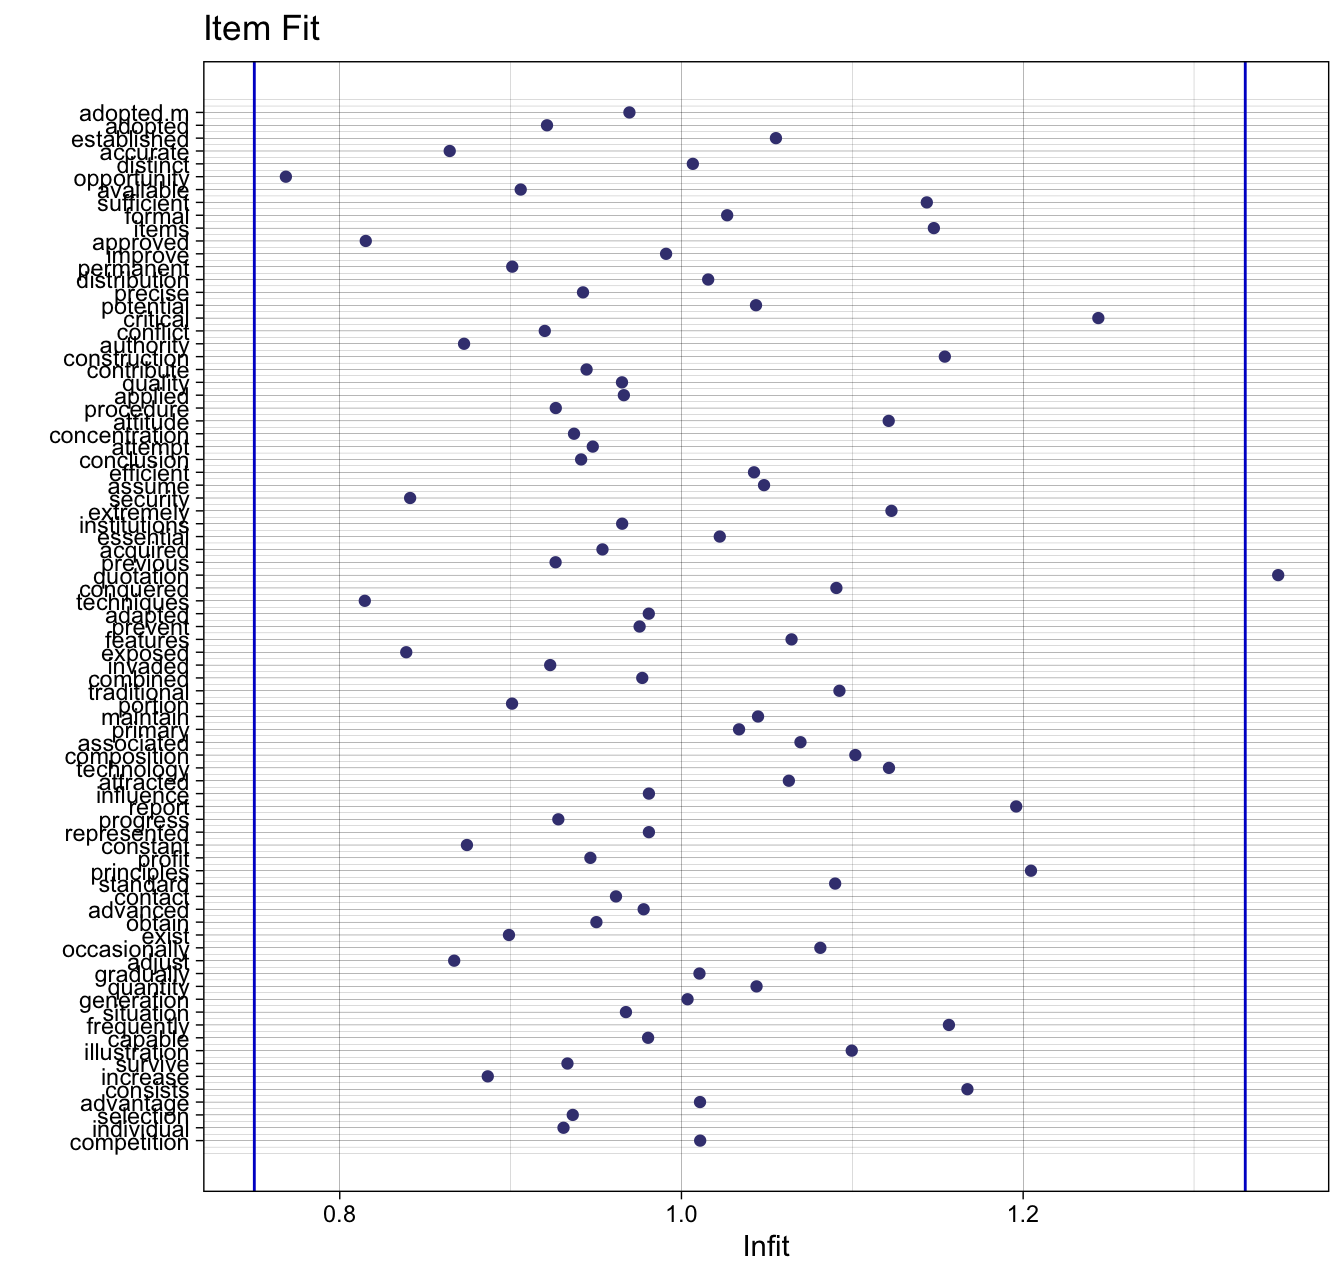 Item Fit
adopted.m
adopted
established
accurate
distinct
opportunity
available
sufficient
formal
items
approved
improve
permanent
distribution
precise
potential
critical
conflict
authority
construction
contribute
quality
applied
procedure
attitude
concentration
attempt
conclusion
efficient
assume
security
extremely
institutions
essential
acquired
previous
quotation
conquered
techniques
adapted
prevent
features
exposed
invaded
combined
traditional
portion
maintain
primary
associated
composition
technology
attracted
influence
report
progress
represented
constant
profit
principles
standard
contact
advanced
obtain
exist
occasionally
adjust
gradually
quantity
generation
situation
frequently
capable
illustration
survive
increase
consists
advantage
selection
individual
competition
0.8 1.0 1.2
Infit